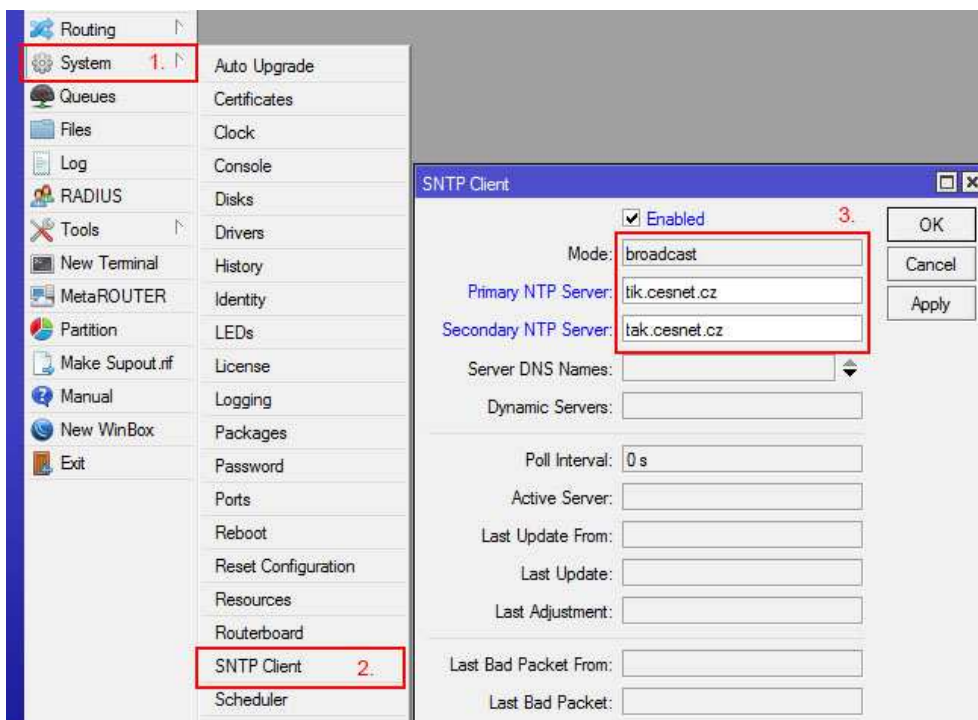 Routing
System 1.
Queues
Files
Log
RADIUS
Tools
New Terminal
MetaROUTER
Partition
Make Supout.rif
Manual
New WinBox
Exit
Auto Upgrade
Certificates
Clock
Console
Disks
Drivers
History
Identity
LEDs
License
Logging
Packages
Password
Ports
Reboot
Reset Configuration
Resources
Routerboard
SNTP Client 2.
Scheduler
SNTP Client
Enabled 3.
Mode: broadcast
Primary NTP Server: tik.cesnet.cz
Secondary NTP Server: tak.cesnet.cz
Server DNS Names:
Dynamic Servers:
Poll Interval: 0 s
Active Server:
Last Update From:
Last Update:
Last Adjustment:
Last Bad Packet From:
Last Bad Packet:
OK
Cancel
Apply